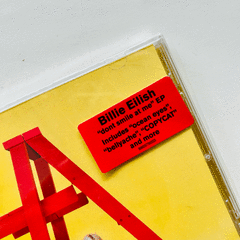 Billie Eilish
"dont smile at me" EP
Includes "ocean eyes",
"bellyache" "COPYCAT"
and more